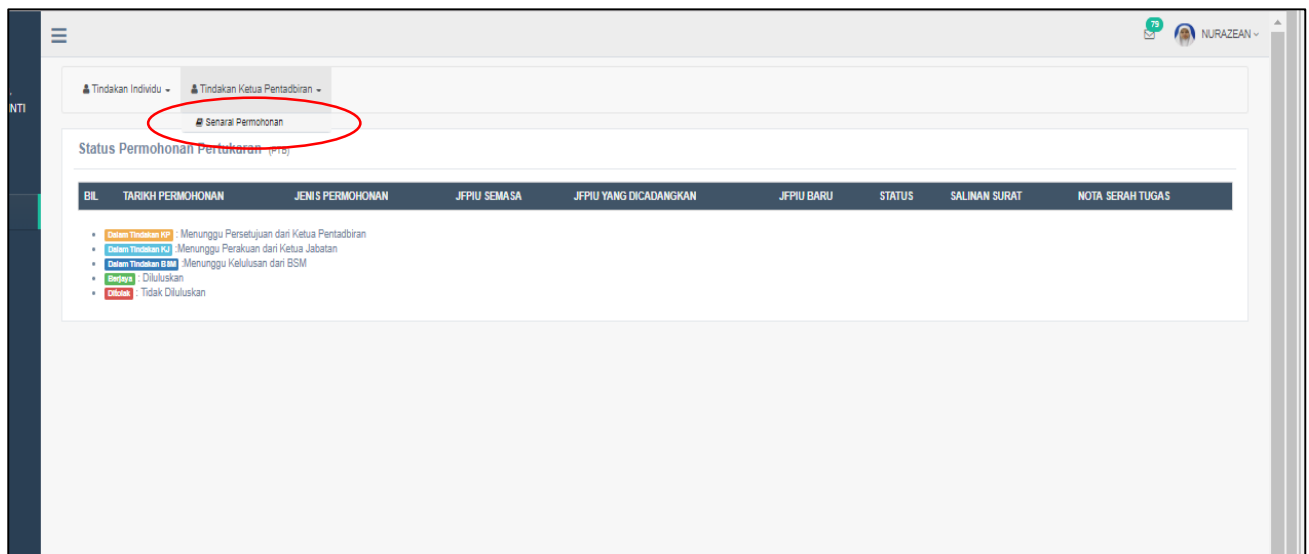 79
NURAZEAN
NTI
Tindakan Individu
Tindakan Ketua Pentadbiran
Senarai Permohonan
Status Permohonan Pertukaran (PTB)
BIL TARIKH PERMOHONAN JENIS PERMOHONAN JFPIU SEMASA JFPIU YANG DICADANGKAN JFPIU BARU STATUS SALINAN SURAT NOTA SERAH TUGAS
Dalam Tindakan KP : Menunggu Persetujuan dari Ketua Pentadbiran
Dalam Tindakan KJ :Menunggu Perakuan dari Ketua Jabatan
Dalam Tindakan BSM :Menunggu Kelulusan dari BSM
Berjaya : Diluluskan
Ditolak : Tidak Diluluskan